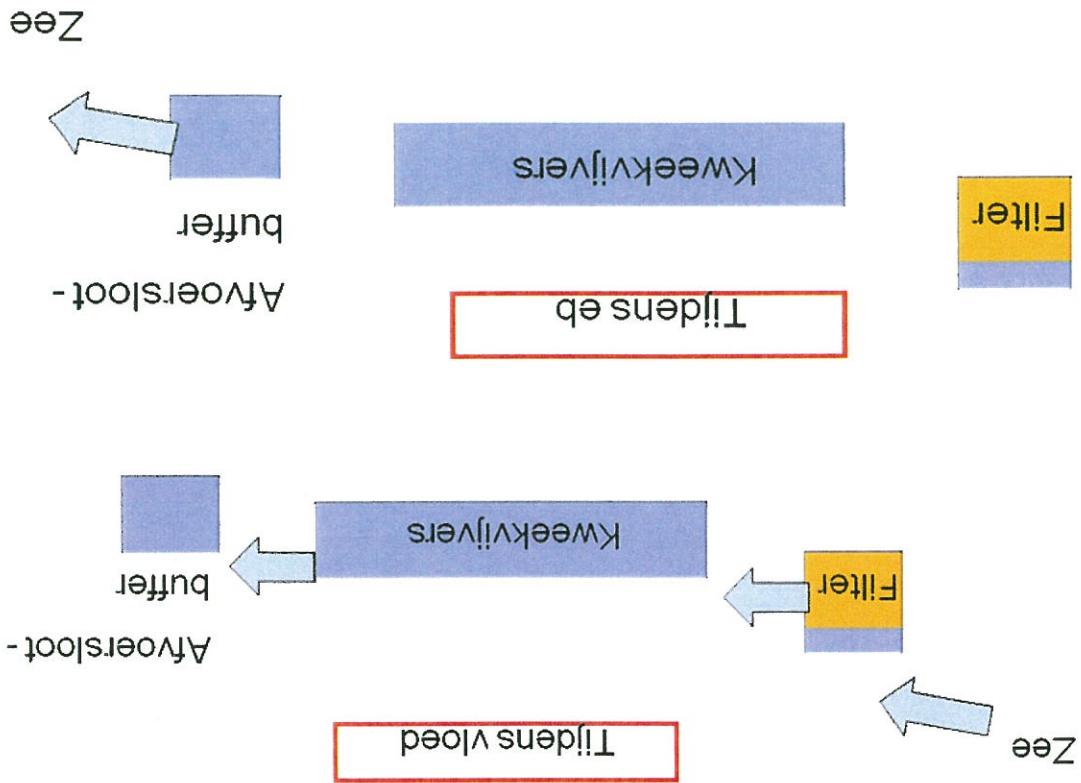 Zee
Tijdens vloed
Afvoersloot -
buffer
Filter
Kweekvijvers
Tijdens eb
Afvoersloot -
buffer
Filter
Kweekvijvers
Zee